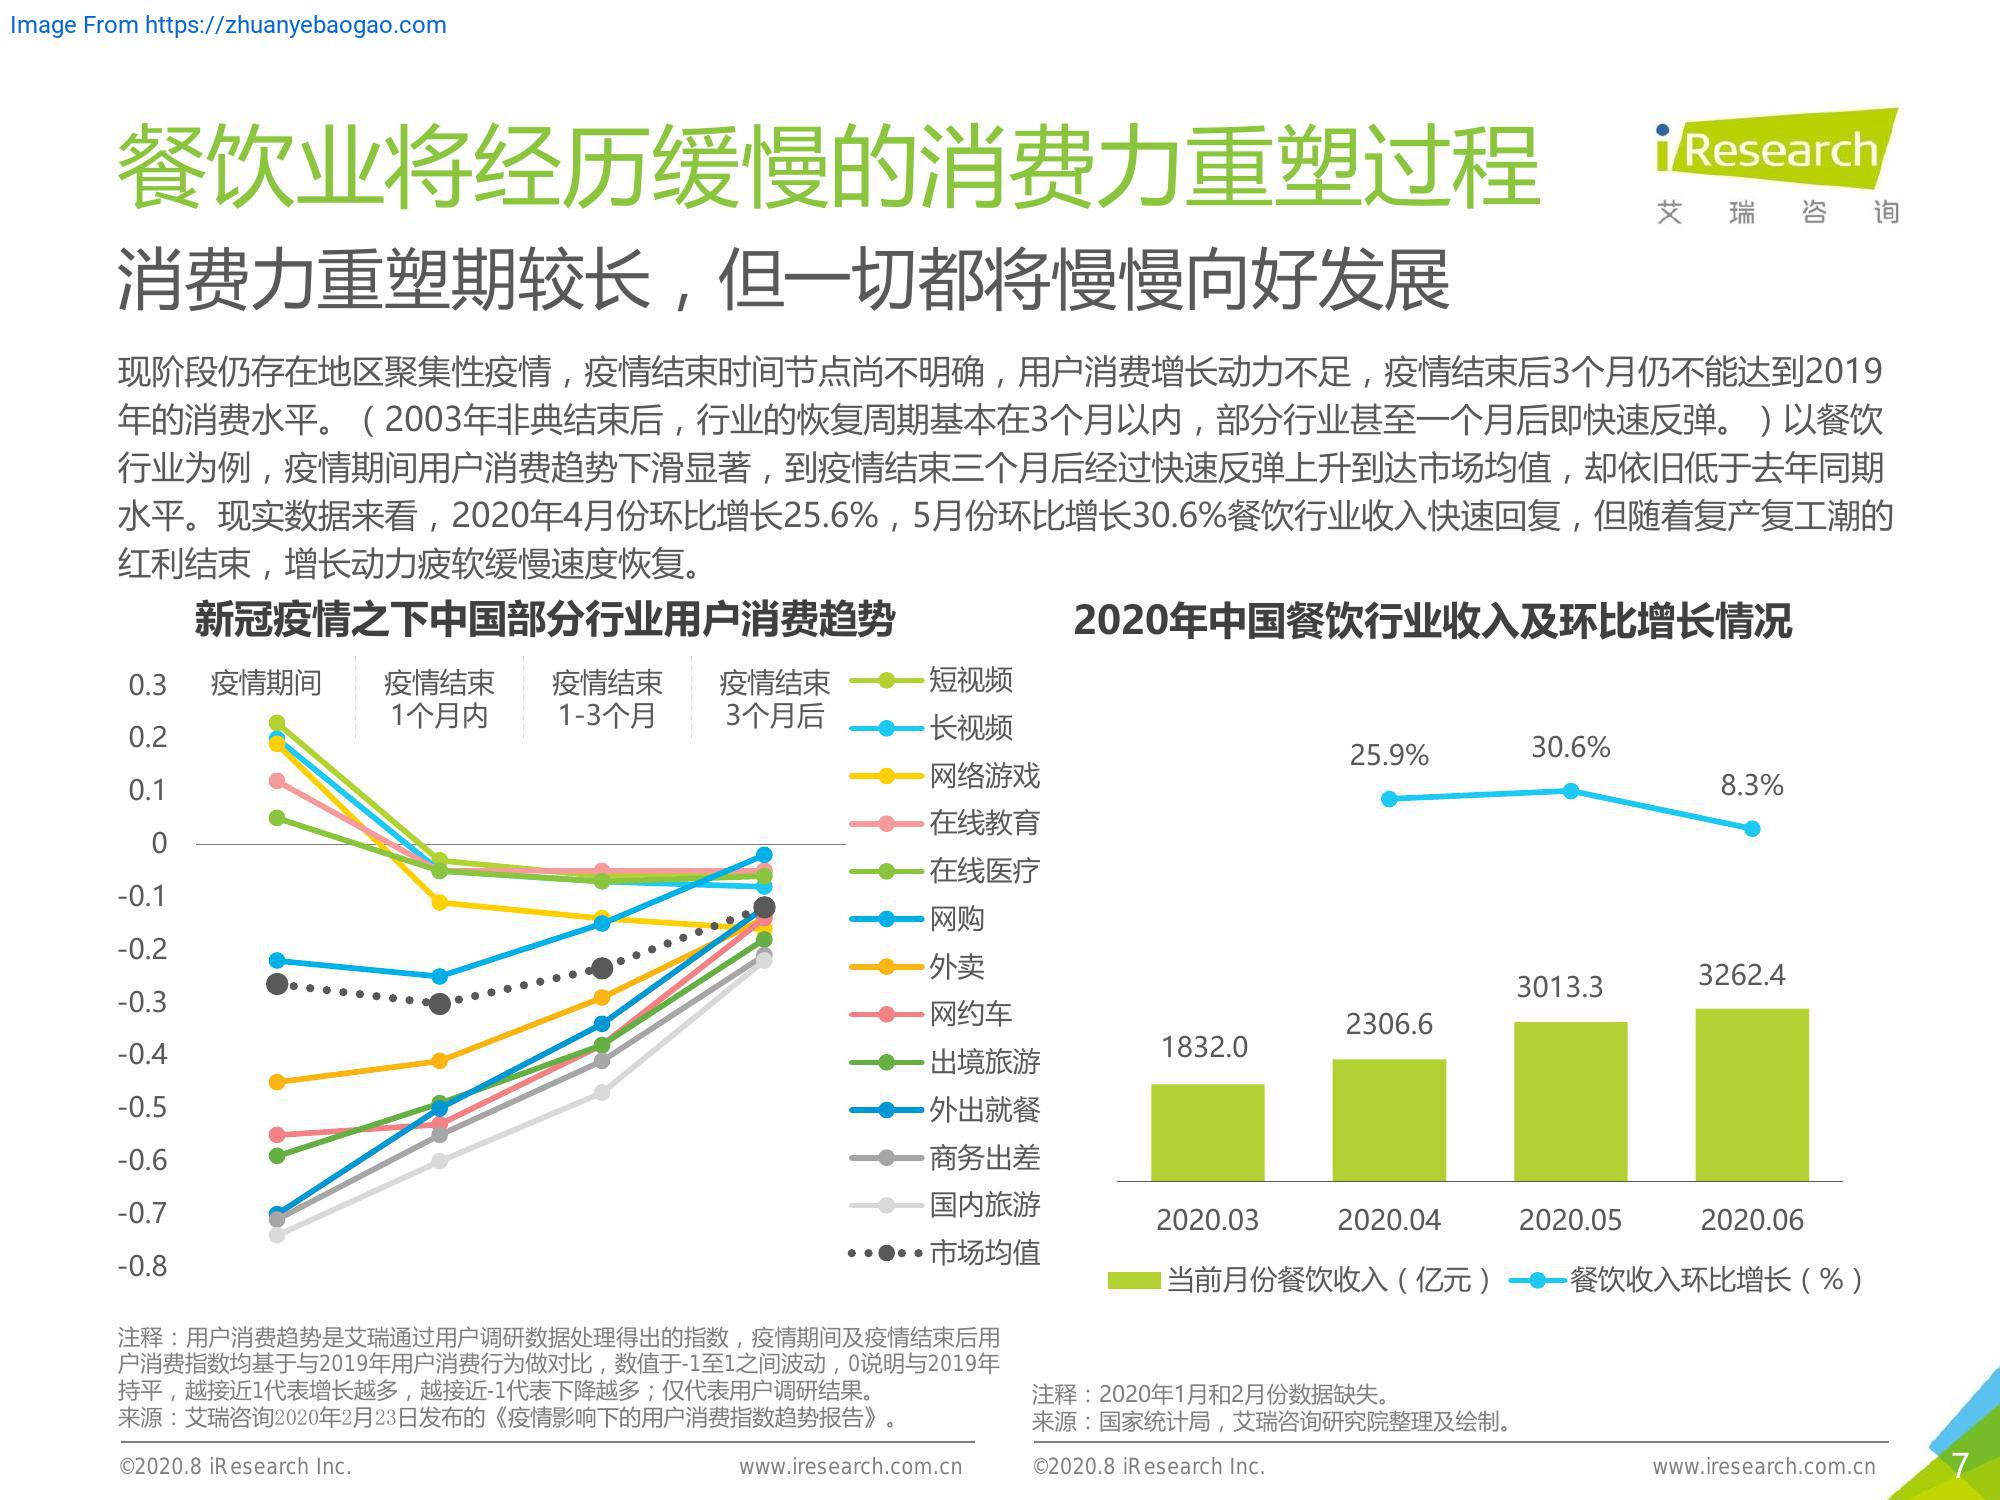 Image From https://zhuanyebaogao.com
餐饮业将经历缓慢的消费力重塑过程
iResearch
艾瑞咨询
消费力重塑期较长，但一切都将慢慢向好发展
现阶段仍存在地区聚集性疫情，疫情结束时间节点尚不明确，用户消费增长动力不足，疫情结束后3个月仍不能达到2019
年的消费水平。（2003年非典结束后，行业的恢复周期基本在3个月以内，部分行业甚至一个月后即快速反弹。）以餐饮
行业为例，疫情期间用户消费趋势下滑显著，到疫情结束三个月后经过快速反弹上升到达市场均值，却依旧低于去年同期
水平。现实数据来看，2020年4月份环比增长25.6%，5月份环比增长30.6%餐饮行业收入快速回复，但随着复产复工潮的
红利结束，增长动力疲软缓慢速度恢复。
新冠疫情之下中国部分行业用户消费趋势
疫情期间
疫情结束
1个月内
疫情结束
1-3个月
疫情结束
3个月后
0.3
0.2
0.1
0
-0.1
-0.2
-0.3
-0.4
-0.5
-0.6
-0.7
-0.8
短视频
长视频
网络游戏
在线教育
在线医疗
网购
外卖
网约车
出境旅游
外出就餐
商务出差
国内旅游
市场均值
注释：用户消费趋势是艾瑞通过用户调研数据处理得出的指数，疫情期间及疫情结束后用
户消费指数均基于与2019年用户消费行为做对比，数值于-1至1之间波动，0说明与2019年
持平，越接近1代表增长越多，越接近-1代表下降越多；仅代表用户调研结果。
来源：艾瑞咨询2020年2月23日发布的《疫情影响下的用户消费指数趋势报告》。
©2020.8 iResearch Inc.
www.iresearch.com.cn
2020年中国餐饮行业收入及环比增长情况
25.9%
30.6%
8.3%
1832.0
2306.6
3013.3
3262.4
2020.03
2020.04
2020.05
2020.06
当前月份餐饮收入（亿元）
餐饮收入环比增长（%）
注释：2020年1月和2月份数据缺失。
来源：国家统计局，艾瑞咨询研究院整理及绘制。
©2020.8 iResearch Inc.
www.iresearch.com.cn
7